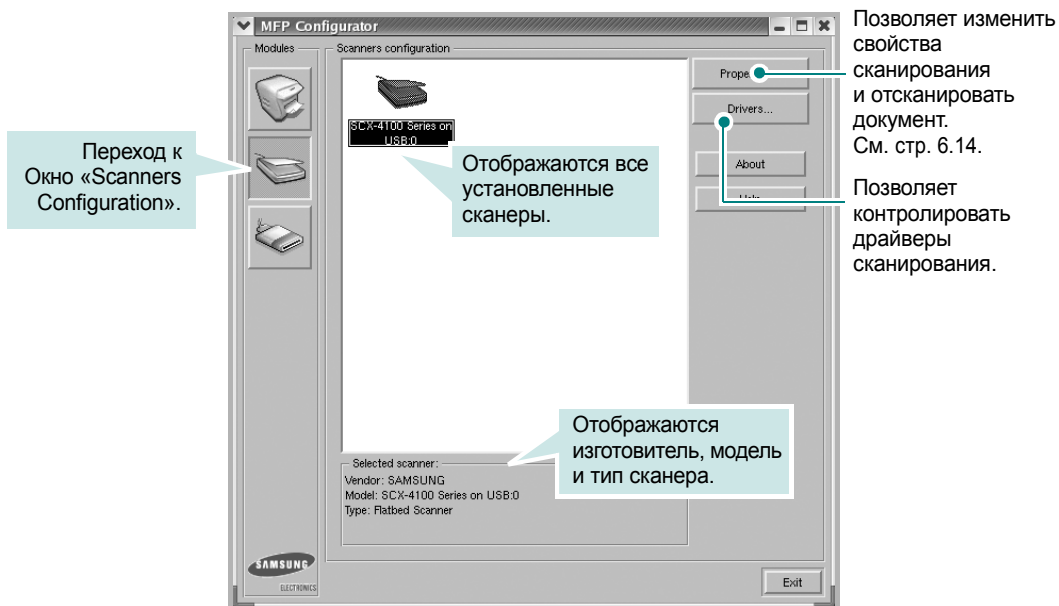 MFP Configurator
Modules
Scanners configuration
SCX-4100 Series on
USB:0
Drivers...
About
Selected scanner:
Vendor: SAMSUNG
Model: SCX-4100 Series on USB:0
Type: Flatbed Scanner
SAMSUNG
ELECTRONICS
Exit
Переход к
Окно «Scanners
Configuration».
Отображаются все
установленные
сканеры.
Отображаются
изготовитель, модель
и тип сканера.
Позволяет изменить
свойства
сканирования
и отсканировать
документ.
См. стр. 6.14.
Позволяет
контролировать
драйверы
сканирования.